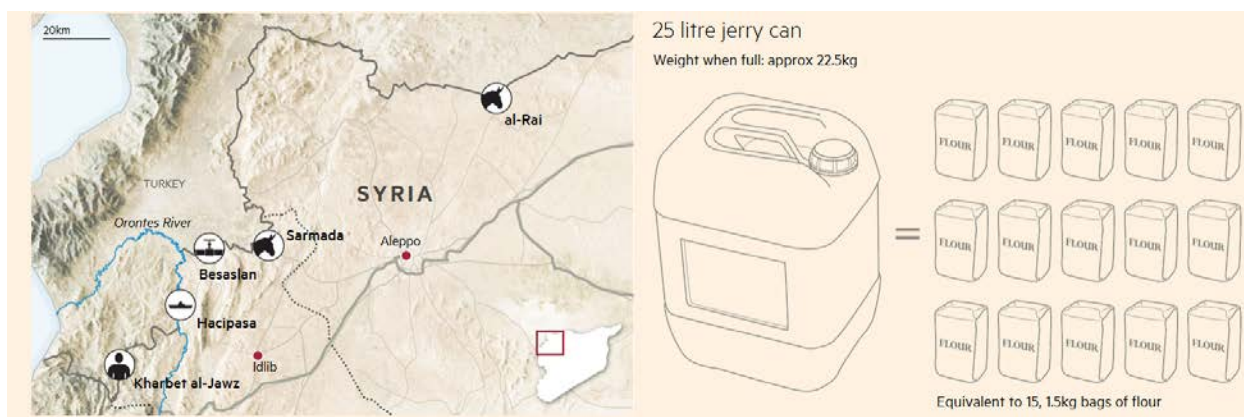 20km
al-Rai
TURKEY
SYRIA
Orontes River
Sarmada
Aleppo
Besaslan
Hacipasa
Idlib
Kharbet al-Jawz
25 litre jerry can
Weight when full: approx 22.5kg
FLOUR FLOUR FLOUR FLOUR FLOUR
=
FLOUR FLOUR FLOUR FLOUR FLOUR
FLOUR FLOUR FLOUR FLOUR FLOUR
Equivalent to 15, 1.5kg bags of flour